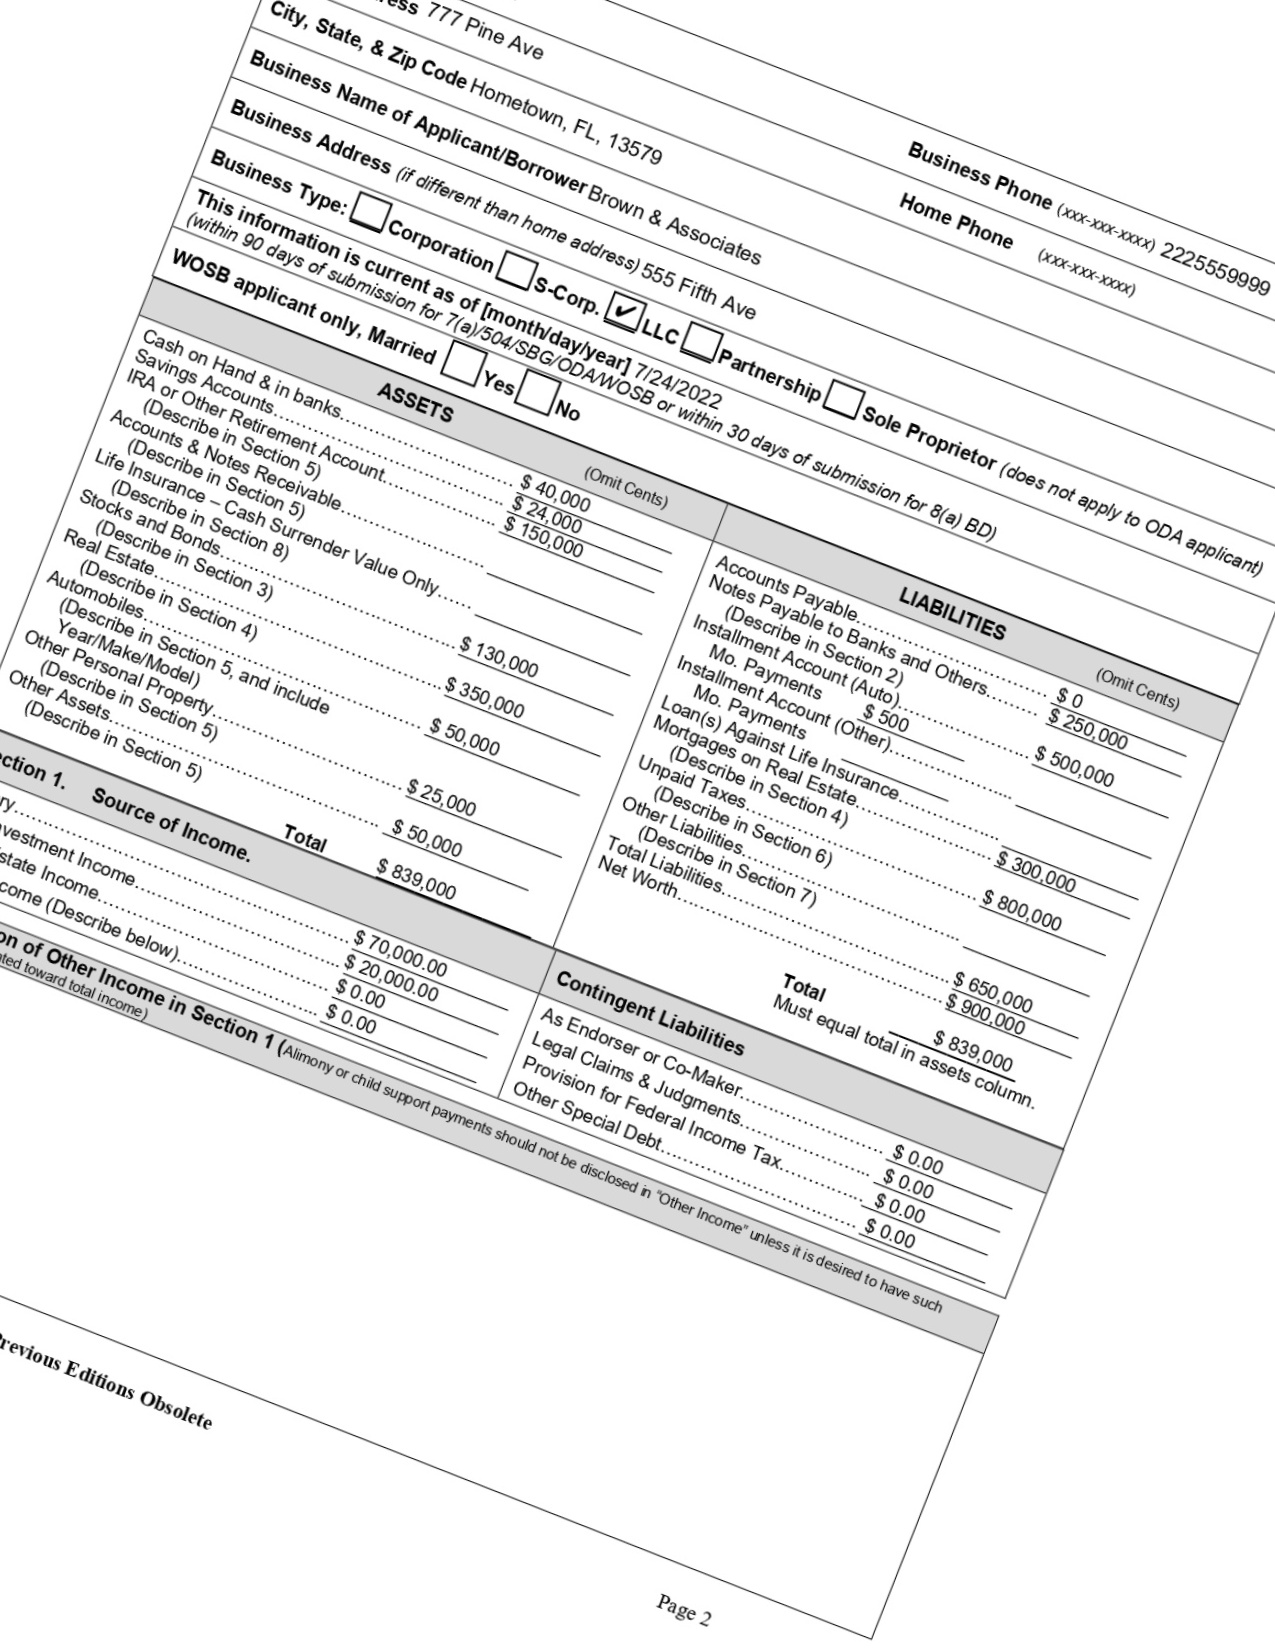 ress 777 Pine Ave
City, State, & Zip Code Hometown, FL, 13579
Business Phone (xxx-xxx-xxxx) 2225559999
Home Phone (xxx-xxx-xxxx)
Business Name of Applicant/Borrower Brown & Associates
Business Address (if different than home address) 555 Fifth Ave
Business Type: Corporation S-Corp. ✔ LLC Partnership Sole Proprietor (does not apply to ODA applicant)
This information is current as of [month/day/year] 7/24/2022
(within 90 days of submission for 7(a)/504/SBG/ODA/WOSB or within 30 days of submission for 8(a) BD)
WOSB applicant only, Married Yes No
ASSETS (Omit Cents)
Cash on Hand & in banks $ 40,000
Savings Accounts $ 24,000
IRA or Other Retirement Account $ 150,000
(Describe in Section 5)
Accounts & Notes Receivable
(Describe in Section 5)
Life Insurance – Cash Surrender Value Only
(Describe in Section 8)
Stocks and Bonds $ 130,000
(Describe in Section 3)
Real Estate $ 350,000
(Describe in Section 4)
Automobiles $ 50,000
(Describe in Section 5, and include
Year/Make/Model)
Other Personal Property $ 25,000
(Describe in Section 5)
Other Assets $ 50,000
(Describe in Section 5)
Total $ 839,000
LIABILITIES (Omit Cents)
Accounts Payable $ 0
Notes Payable to Banks and Others $ 250,000
(Describe in Section 2)
Installment Account (Auto) $ 500,000
Mo. Payments $ 500
Installment Account (Other)
Mo. Payments
Loan(s) Against Life Insurance
Mortgages on Real Estate $ 300,000
(Describe in Section 4)
Unpaid Taxes $ 800,000
(Describe in Section 6)
Other Liabilities
(Describe in Section 7)
Total Liabilities $ 650,000
Net Worth $ 900,000
Total $ 839,000
Must equal total in assets column.
ection 1. Source of Income.
ry $ 70,000.00
nvestment Income $ 20,000.00
state Income $ 0.00
come (Describe below) $ 0.00
Contingent Liabilities
As Endorser or Co-Maker $ 0.00
Legal Claims & Judgments $ 0.00
Provision for Federal Income Tax $ 0.00
Other Special Debt $ 0.00
on of Other Income in Section 1 (Alimony or child support payments should not be disclosed in "Other Income" unless it is desired to have such
nted toward total income)
Previous Editions Obsolete
Page 2